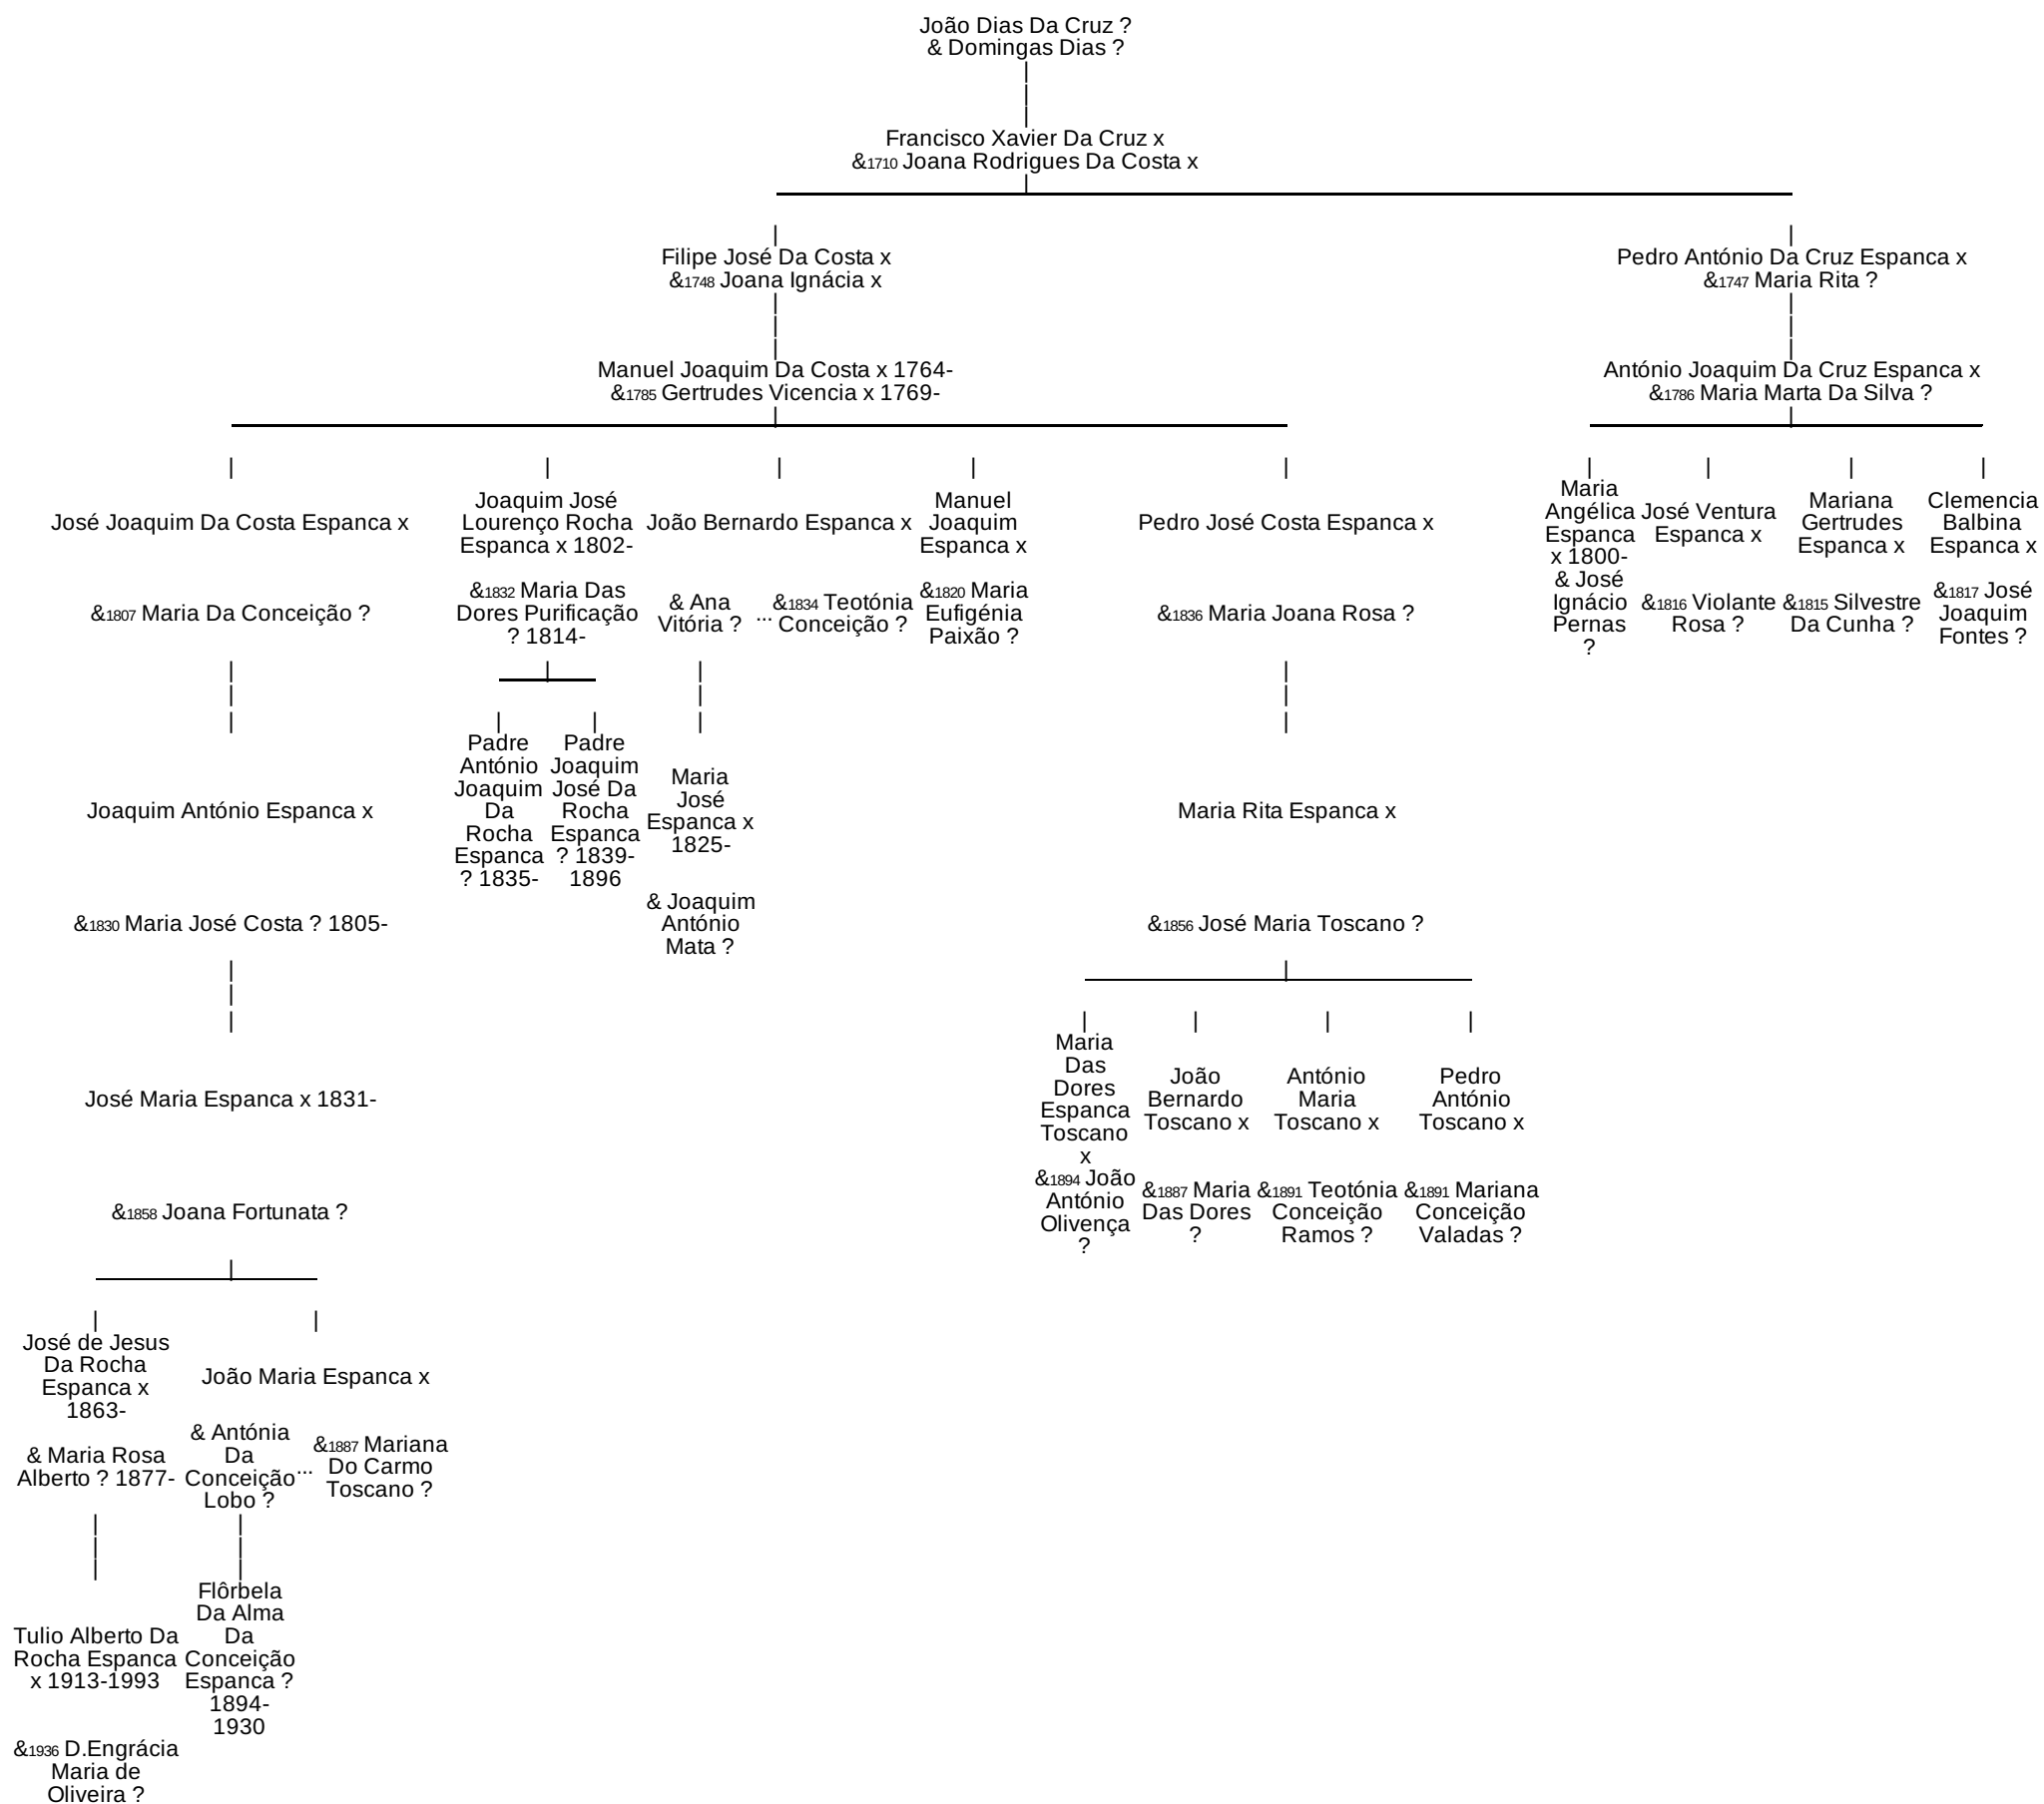 João Dias Da Cruz ?
& Domingas Dias ?
Francisco Xavier Da Cruz x
&1710 Joana Rodrigues Da Costa x
Filipe José Da Costa x
&1748 Joana Ignácia x
Pedro António Da Cruz Espanca x
&1747 Maria Rita ?
Manuel Joaquim Da Costa x 1764-
&1785 Gertrudes Vicencia x 1769-
António Joaquim Da Cruz Espanca x
&1786 Maria Marta Da Silva ?
José Joaquim Da Costa Espanca x
&1807 Maria Da Conceição ?
Joaquim José
Lourenço Rocha
Espanca x 1802-
&1832 Maria Das
Dores Purificação
? 1814-
João Bernardo Espanca x
& Ana
Vitória ?
...
&1834 Teotónia
Conceição ?
Manuel
Joaquim
Espanca x
&1820 Maria
Eufigénia
Paixão ?
Pedro José Costa Espanca x
&1836 Maria Joana Rosa ?
Maria
Angélica
Espanca
x 1800-
& José
Ignácio
Pernas
?
José Ventura
Espanca x
&1816 Violante
Rosa ?
Mariana
Gertrudes
Espanca x
&1815 Silvestre
Da Cunha ?
Clemencia
Balbina
Espanca x
&1817 José
Joaquim
Fontes ?
Joaquim António Espanca x
&1830 Maria José Costa ? 1805-
Padre
António
Joaquim
Da
Rocha
Espanca
? 1835-
Padre
Joaquim
José Da
Rocha
Espanca
? 1839-
1896
Maria
José
Espanca x
1825-
& Joaquim
António
Mata ?
Maria Rita Espanca x
&1856 José Maria Toscano ?
José Maria Espanca x 1831-
&1858 Joana Fortunata ?
Maria
Das
Dores
Espanca
Toscano
x
&1894 João
António
Olivença
?
João
Bernardo
Toscano x
&1887 Maria
Das Dores
?
António
Maria
Toscano x
&1891 Teotónia
Conceição
Ramos ?
Pedro
António
Toscano x
&1891 Mariana
Conceição
Valadas ?
José de Jesus
Da Rocha
Espanca x
1863-
& Maria Rosa
Alberto ? 1877-
João Maria Espanca x
& Antónia
Da
Conceição
Lobo ?
...
&1887 Mariana
Do Carmo
Toscano ?
Tulio Alberto Da
Rocha Espanca
x 1913-1993
&1936 D.Engrácia
Maria de
Oliveira ?
Flôrbela
Da Alma
Da
Conceição
Espanca ?
1894-
1930